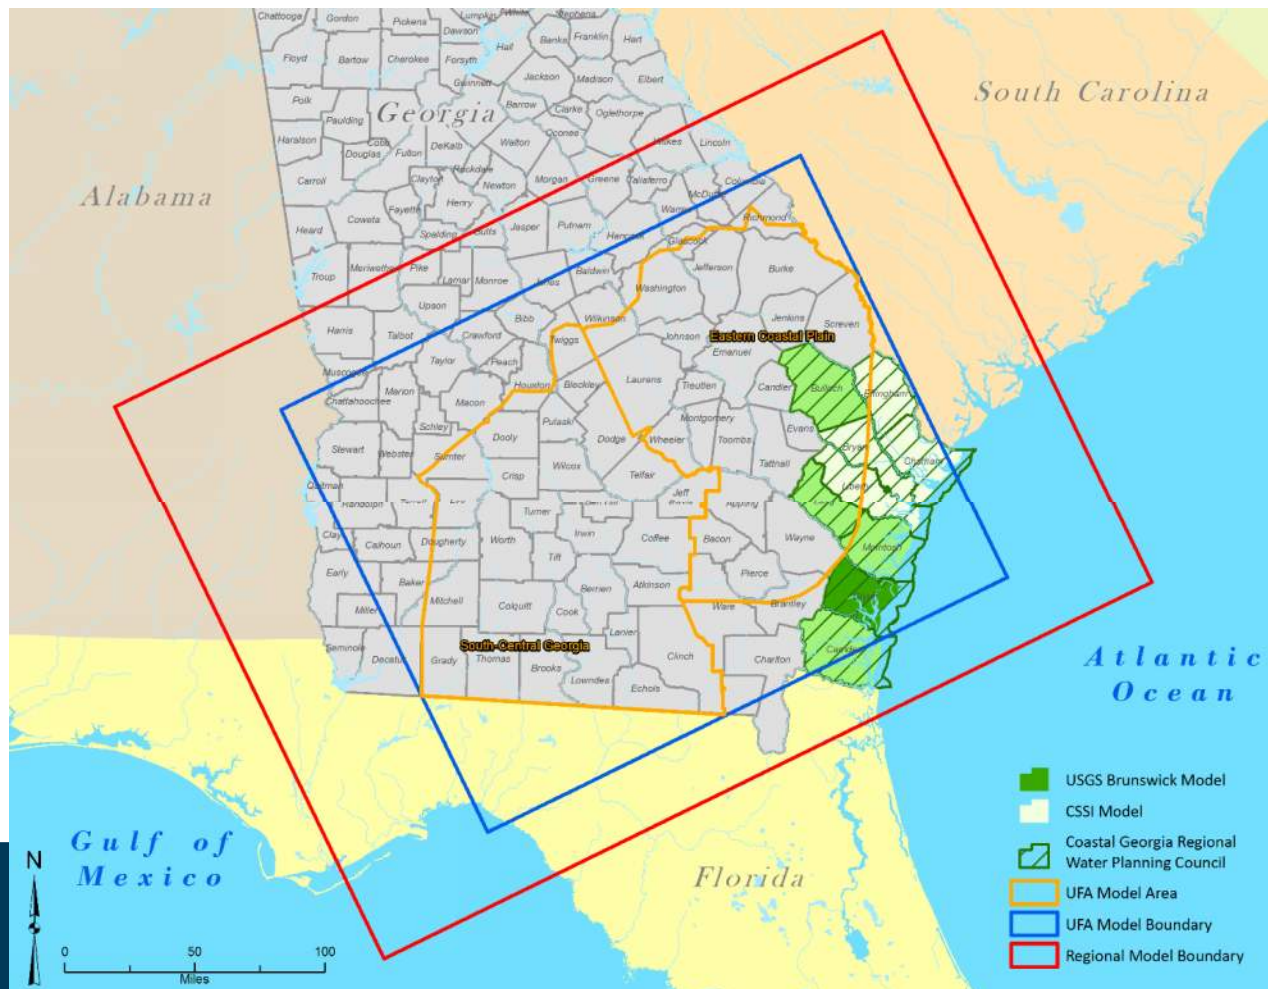 Chattooga
Gordon
Pickens
Lumpkin
White
Stephens
Dawson
Banks
Franklin
Hart
Hall
Floyd
Bartow
Cherokee
Forsyth
Gwinnett
Jackson
Madison
Elbert
South Carolina
Polk
Georgia
Barrow
Clarke
Oglethorpe
Paulding
Haralson
Cobb
Oconee
Douglas
Fulton
DeKalb
Walton
Wilkes
Lincoln
Carroll
Clayton
Rockdale
Newton
Morgan
Greene
Taliaferro
Columbia
McDuffie
Alabama
Henry
Fayette
Coweta
Warren
Richmond
Heard
Spalding
Butts
Jasper
Putnam
Hancock
Glascock
Troup
Meriwether
Pike
Lamar
Monroe
Jones
Baldwin
Jefferson
Burke
Washington
Upson
Bibb
Wilkinson
Jenkins
Screven
Harris
Talbot
Crawford
Twiggs
Johnson
Eastern Coastal Plain
Emanuel
Taylor
Peach
Muscogee
Houston
Bleckley
Laurens
Treutlen
Candler
Bulloch
Effingham
Marion
Chattahoochee
Macon
Schley
Pulaski
Montgomery
Evans
Stewart
Webster
Sumter
Dooly
Dodge
Wheeler
Toombs
Bryan
Chatham
Crisp
Wilcox
Telfair
Tattnall
Quitman
Liberty
Randolph
Terrell
Lee
Jeff
Davis
Appling
Turner
Clay
Calhoun
Dougherty
Worth
Irwin
Coffee
Bacon
Wayne
McIntosh
Tift
Early
Baker
Pierce
Berrien
Atkinson
Miller
Mitchell
Colquitt
Cook
Ware
Brantley
Lanier
South-Central Georgia
Seminole
Decatur
Grady
Thomas
Brooks
Lowndes
Echols
Clinch
Charlton
Camden
Atlantic
Ocean
Gulf of
Mexico
Florida
N
0
50
100
Miles
USGS Brunswick Model
CSSI Model
Coastal Georgia Regional
Water Planning Council
UFA Model Area
UFA Model Boundary
Regional Model Boundary